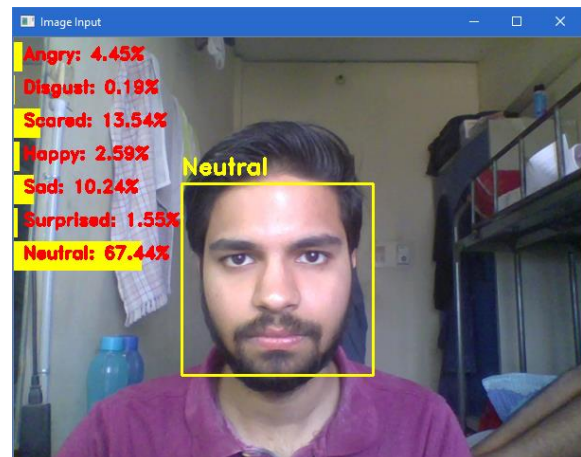 Image Input
Angry: 4.45%
Disgust: 0.19%
Scared: 13.54%
Happy: 2.59%
Neutral
Sad: 10.24%
Surprised: 1.55%
Neutral: 67.44%